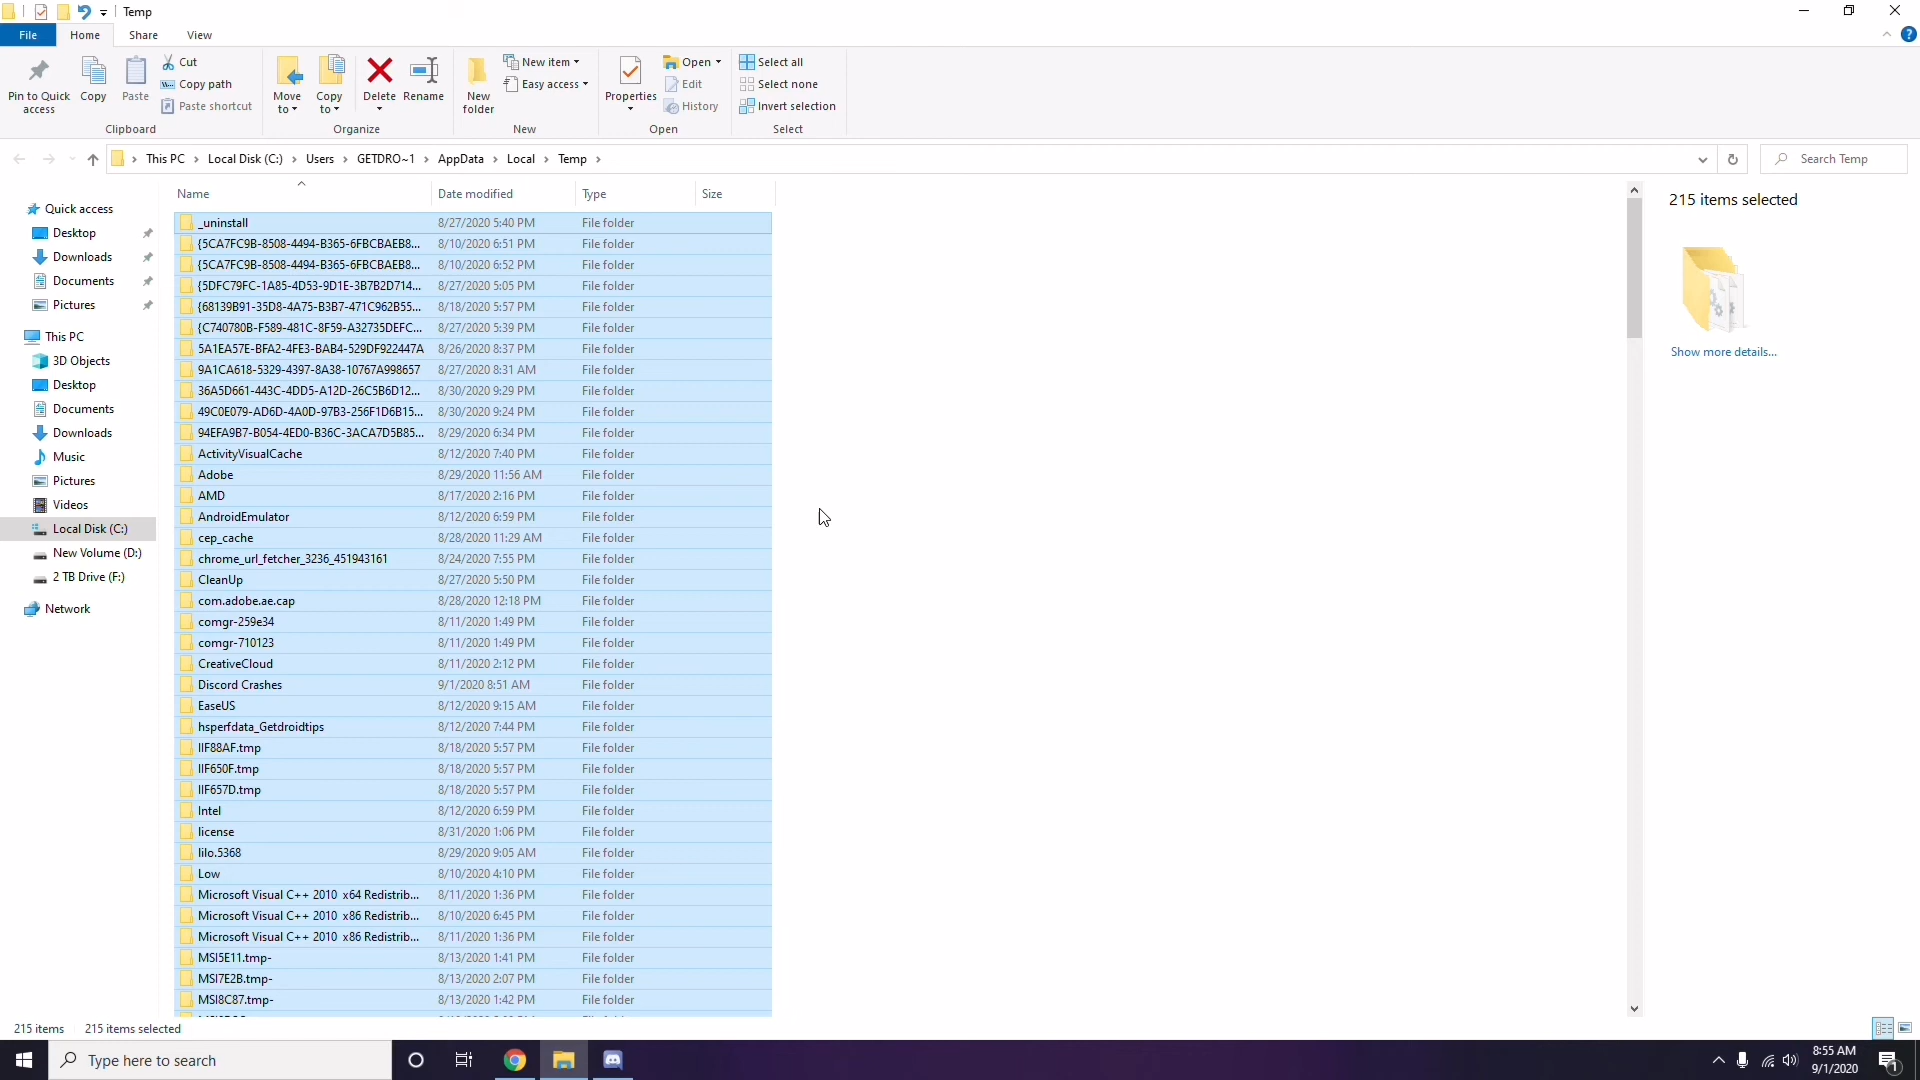 Temp
File Home Share View
Pin to Quick access
Copy
Paste
Cut
Copy path
Paste shortcut
Clipboard
Move to
Copy to
Delete
Rename
Organize
New folder
New item
Easy access
New
Properties
Open
Edit
History
Open
Select all
Select none
Invert selection
Select
This PC > Local Disk (C:) > Users > GETDRO~1 > AppData > Local > Temp >
Search Temp
Quick access
Desktop
Downloads
Documents
Pictures
This PC
3D Objects
Desktop
Documents
Downloads
Music
Pictures
Videos
Local Disk (C:)
New Volume (D:)
2 TB Drive (F:)
Network
Name Date modified Type Size
_uninstall 8/27/2020 5:40 PM File folder
{5CA7FC9B-8508-4494-B365-6FBCBAEB8... 8/10/2020 6:51 PM File folder
{5CA7FC9B-8508-4494-B365-6FBCBAEB8... 8/10/2020 6:52 PM File folder
{5DFC79FC-1A85-4D53-9D1E-3B7B2D714... 8/27/2020 5:05 PM File folder
{68139B91-35D8-4A75-B3B7-471C962B55... 8/18/2020 5:57 PM File folder
{C740780B-F589-481C-8F59-A32735DEFC... 8/27/2020 5:39 PM File folder
5A1EA57E-BFA2-4FE3-BAB4-529DF922447A 8/26/2020 8:37 PM File folder
9A1CA618-5329-4397-8A38-10767A998657 8/27/2020 8:31 AM File folder
36A5D661-443C-4DD5-A12D-26C5B6D12... 8/30/2020 9:29 PM File folder
49C0E079-AD6D-4A0D-97B3-256F1D6B15... 8/30/2020 9:24 PM File folder
94EFA9B7-B054-4ED0-B36C-3ACA7D5B85... 8/29/2020 6:34 PM File folder
ActivityVisualCache 8/12/2020 7:40 PM File folder
Adobe 8/29/2020 11:56 AM File folder
AMD 8/17/2020 2:16 PM File folder
AndroidEmulator 8/12/2020 6:59 PM File folder
cep_cache 8/28/2020 11:29 AM File folder
chrome_url_fetcher_3236_451943161 8/24/2020 7:55 PM File folder
CleanUp 8/27/2020 5:50 PM File folder
com.adobe.ae.cap 8/28/2020 12:18 PM File folder
comgr-259e34 8/11/2020 1:49 PM File folder
comgr-710123 8/11/2020 1:49 PM File folder
CreativeCloud 8/11/2020 2:12 PM File folder
Discord Crashes 9/1/2020 8:51 AM File folder
EaseUS 8/12/2020 9:15 AM File folder
hsperfdata_Getdroidtips 8/12/2020 7:44 PM File folder
IIF88AF.tmp 8/18/2020 5:57 PM File folder
IIF650F.tmp 8/18/2020 5:57 PM File folder
IIF657D.tmp 8/18/2020 5:57 PM File folder
Intel 8/12/2020 6:59 PM File folder
license 8/31/2020 1:06 PM File folder
lilo.5368 8/29/2020 9:05 AM File folder
Low 8/10/2020 4:10 PM File folder
Microsoft Visual C++ 2010 x64 Redistrib... 8/11/2020 1:36 PM File folder
Microsoft Visual C++ 2010 x86 Redistrib... 8/10/2020 6:45 PM File folder
Microsoft Visual C++ 2010 x86 Redistrib... 8/11/2020 1:36 PM File folder
MSI5E11.tmp- 8/13/2020 1:41 PM File folder
MSI7E2B.tmp- 8/13/2020 2:07 PM File folder
MSI8C87.tmp- 8/13/2020 1:42 PM File folder
215 items selected
Show more details...
215 items 215 items selected
Type here to search
8:55 AM
9/1/2020
1